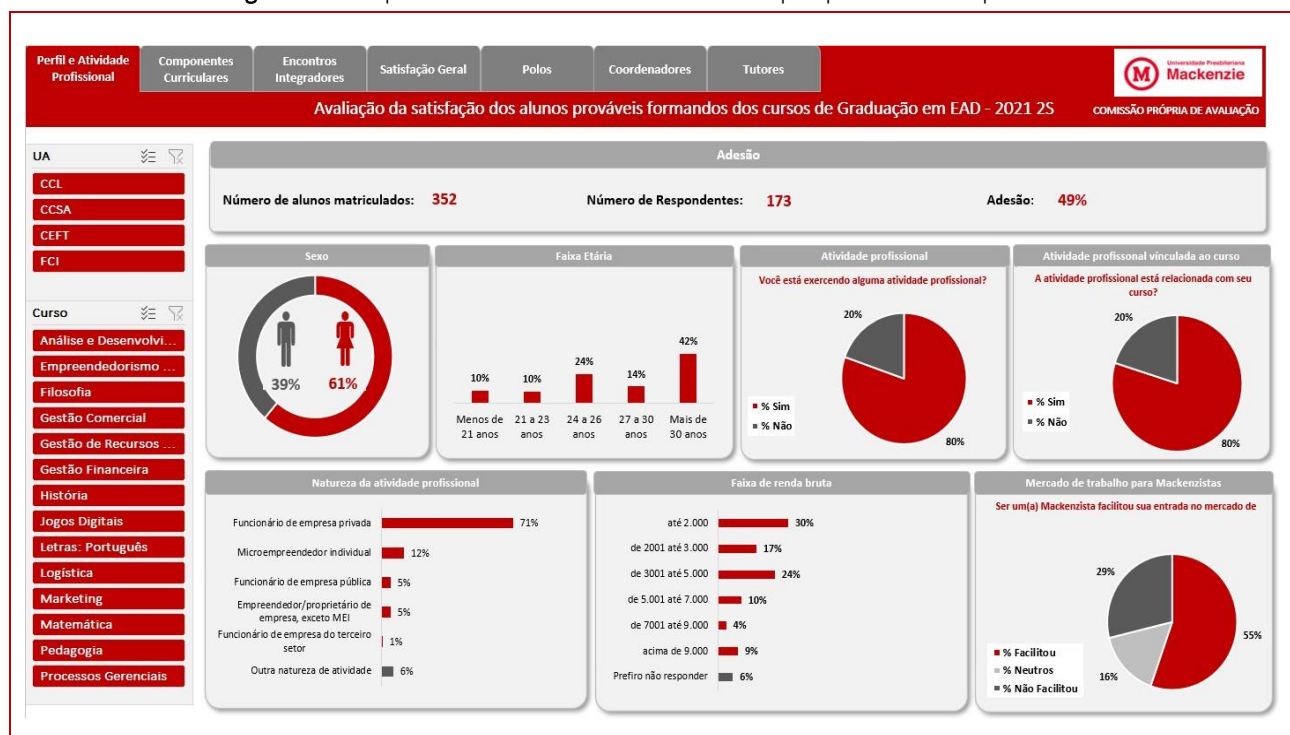 Perfil e Atividade
Profissional
Componentes
Curriculares
Encontros
Integradores
Satisfação Geral
Polos
Coordenadores
Tutores
Universidade Presbiteriana
Mackenzie
Avaliação da satisfação dos alunos prováveis formandos dos cursos de Graduação em EAD - 2021 2S
COMISSÃO PRÓPRIA DE AVALIAÇÃO
UA
CCL
CCSA
CEFT
FCI
Curso
Análise e Desenvolvi...
Empreendedorismo ...
Filosofia
Gestão Comercial
Gestão de Recursos ...
Gestão Financeira
História
Jogos Digitais
Letras: Português
Logística
Marketing
Matemática
Pedagogia
Processos Gerenciais
Adesão
Número de alunos matriculados: 352
Número de Respondentes: 173
Adesão: 49%
Sexo
39% 61%
Faixa Etária
10%
10%
24%
14%
42%
Menos de
21 anos
21 a 23
anos
24 a 26
anos
27 a 30
anos
Mais de
30 anos
Atividade profissional
Você está exercendo alguma atividade profissional?
20%
% Sim
% Não
80%
Atividade profissonal vinculada ao curso
A atividade profissional está relacionada com seu
curso?
20%
% Sim
% Não
80%
Natureza da atividade profissional
Funcionário de empresa privada 71%
Microempreendedor individual 12%
Funcionário de empresa pública 5%
Empreendedor/proprietário de
empresa, exceto MEI 5%
Funcionário de empresa do terceiro
setor 1%
Outra natureza de atividade 6%
Faixa de renda bruta
até 2.000 30%
de 2001 até 3.000 17%
de 3001 até 5.000 24%
de 5.001 até 7.000 10%
de 7001 até 9.000 4%
acima de 9.000 9%
Prefiro não responder 6%
Mercado de trabalho para Mackenzistas
Ser um(a) Mackenzista facilitou sua entrada no mercado de
29%
55%
16%
% Facilitou
% Neutros
% Não Facilitou